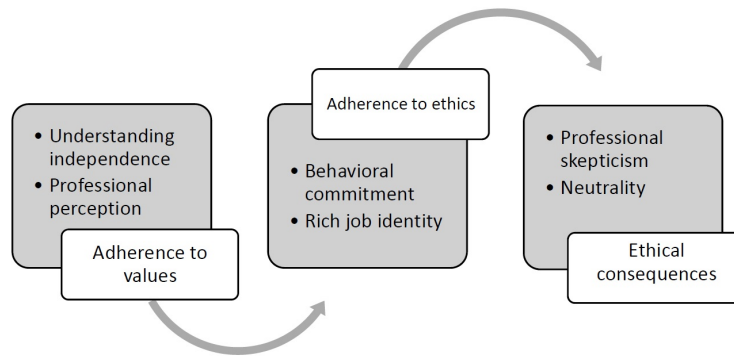 • Understanding
independence
• Professional
perception
Adherence to
values
Adherence to ethics
• Behavioral
commitment
• Rich job identity
• Professional
skepticism
• Neutrality
Ethical
consequences